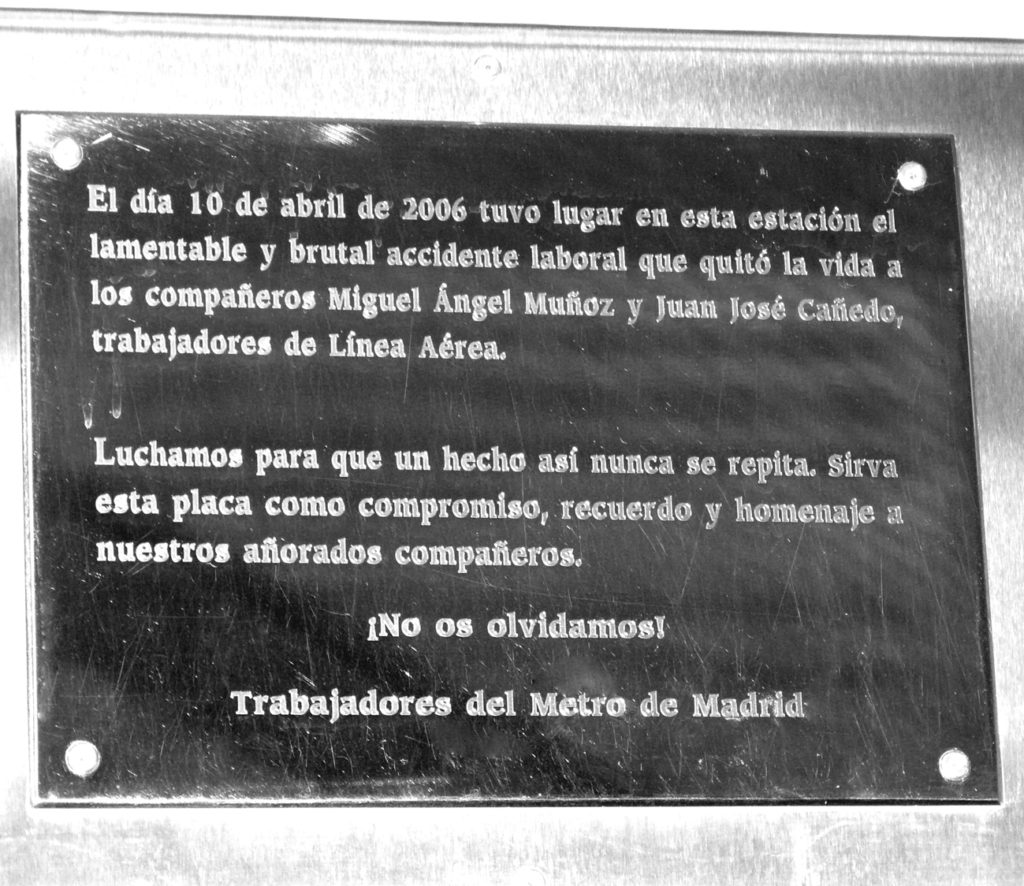 El día 10 de abril de 2006 tuvo lugar en esta estación el
lamentable y brutal accidente laboral que quitó la vida a
los compañeros Miguel Ángel Muñoz y Juan José Cañedo,
trabajadores de Línea Aérea.
Luchamos para que un hecho así nunca se repita. Sirva
esta placa como compromiso, recuerdo y homenaje a
nuestros añorados compañeros.
¡No os olvidamos!
Trabajadores del Metro de Madrid